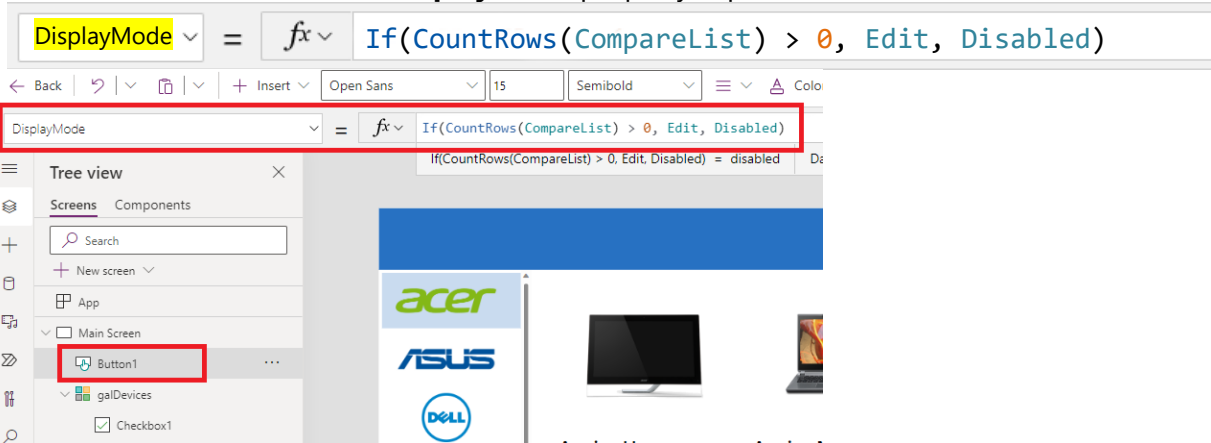 DisplayMode = fx If(CountRows(CompareList) > 0, Edit, Disabled)
Back Insert Open Sans 15 Semibold
DisplayMode = fx If(CountRows(CompareList) > 0, Edit, Disabled)
If(CountRows(CompareList) > 0, Edit, Disabled) = disabled
Tree view
Screens Components
Search
New screen
App
Main Screen
Button1 ...
galDevices
Checkbox1
acer
ASUS
DELL